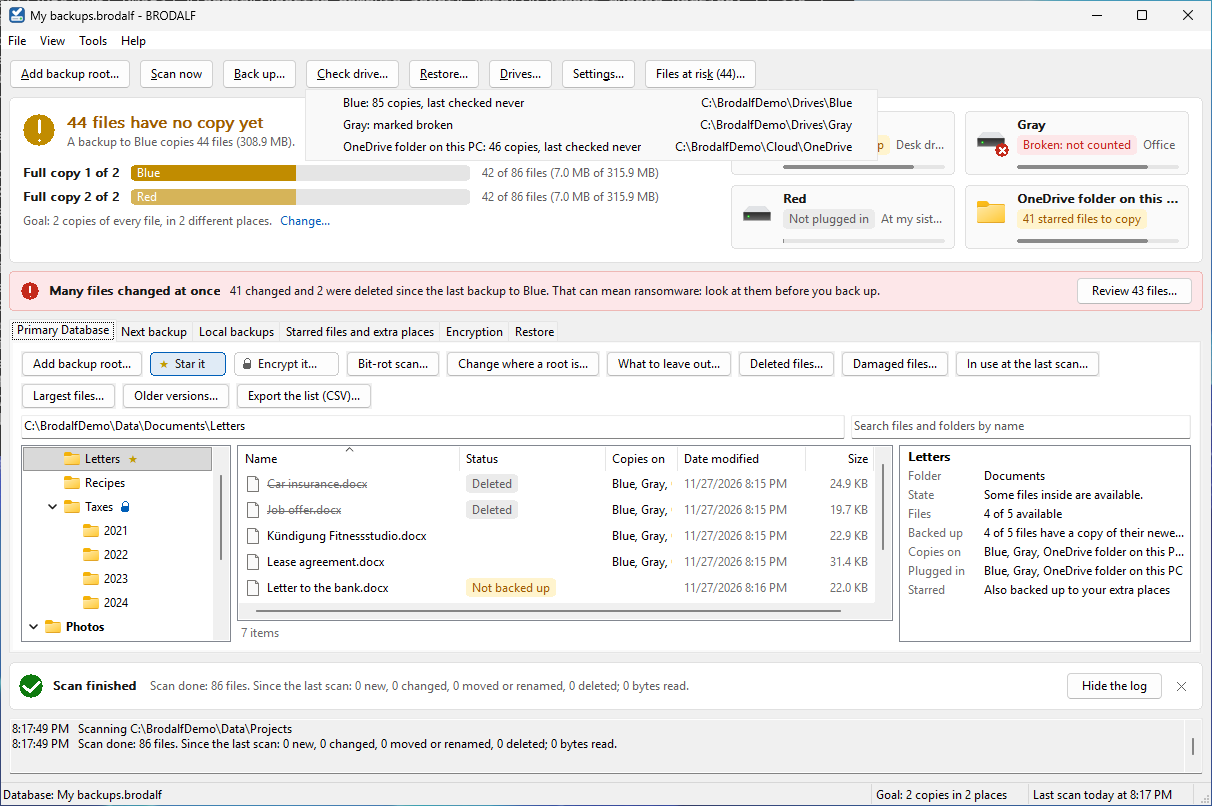 My backups.brodalf - BRODALF
File View Tools Help
Add backup root... Scan now Back up... Check drive... Restore... Drives... Settings... Files at risk (44)...
Blue: 85 copies, last checked never C:\BrodalfDemo\Drives\Blue
Gray: marked broken C:\BrodalfDemo\Drives\Gray
OneDrive folder on this PC: 46 copies, last checked never C:\BrodalfDemo\Cloud\OneDrive
44 files have no copy yet
A backup to Blue copies 44 files (308.9 MB).
Full copy 1 of 2 Blue 42 of 86 files (7.0 MB of 315.9 MB)
Full copy 2 of 2 Red 42 of 86 files (7.0 MB of 315.9 MB)
Goal: 2 copies of every file, in 2 different places. Change...
Desk dr...
Gray
Broken: not counted Office
Red
Not plugged in At my sist...
OneDrive folder on this ...
41 starred files to copy
Many files changed at once 41 changed and 2 were deleted since the last backup to Blue. That can mean ransomware: look at them before you back up. Review 43 files...
Primary Database Next backup Local backups Starred files and extra places Encryption Restore
Add backup root... Star it Encrypt it... Bit-rot scan... Change where a root is... What to leave out... Deleted files... Damaged files... In use at the last scan...
Largest files... Older versions... Export the list (CSV)...
C:\BrodalfDemo\Data\Documents\Letters Search files and folders by name
Letters
Recipes
Taxes
2021
2022
2023
2024
Photos
Name Status Copies on Date modified Size
Car insurance.docx Deleted Blue, Gray, 11/27/2026 8:15 PM 24.9 KB
Job offer.docx Deleted Blue, Gray, 11/27/2026 8:15 PM 19.7 KB
Kündigung Fitnessstudio.docx Blue, Gray, 11/27/2026 8:15 PM 22.9 KB
Lease agreement.docx Blue, Gray, 11/27/2026 8:15 PM 31.4 KB
Letter to the bank.docx Not backed up 11/27/2026 8:16 PM 22.0 KB
7 items
Letters
Folder Documents
State Some files inside are available.
Files 4 of 5 available
Backed up 4 of 5 files have a copy of their newe...
Copies on Blue, Gray, OneDrive folder on this P...
Plugged in Blue, Gray, OneDrive folder on this PC
Starred Also backed up to your extra places
Scan finished Scan done: 86 files. Since the last scan: 0 new, 0 changed, 0 moved or renamed, 0 deleted; 0 bytes read. Hide the log
8:17:49 PM Scanning C:\BrodalfDemo\Data\Projects
8:17:49 PM Scan done: 86 files. Since the last scan: 0 new, 0 changed, 0 moved or renamed, 0 deleted; 0 bytes read.
Database: My backups.brodalf Goal: 2 copies in 2 places Last scan today at 8:17 PM